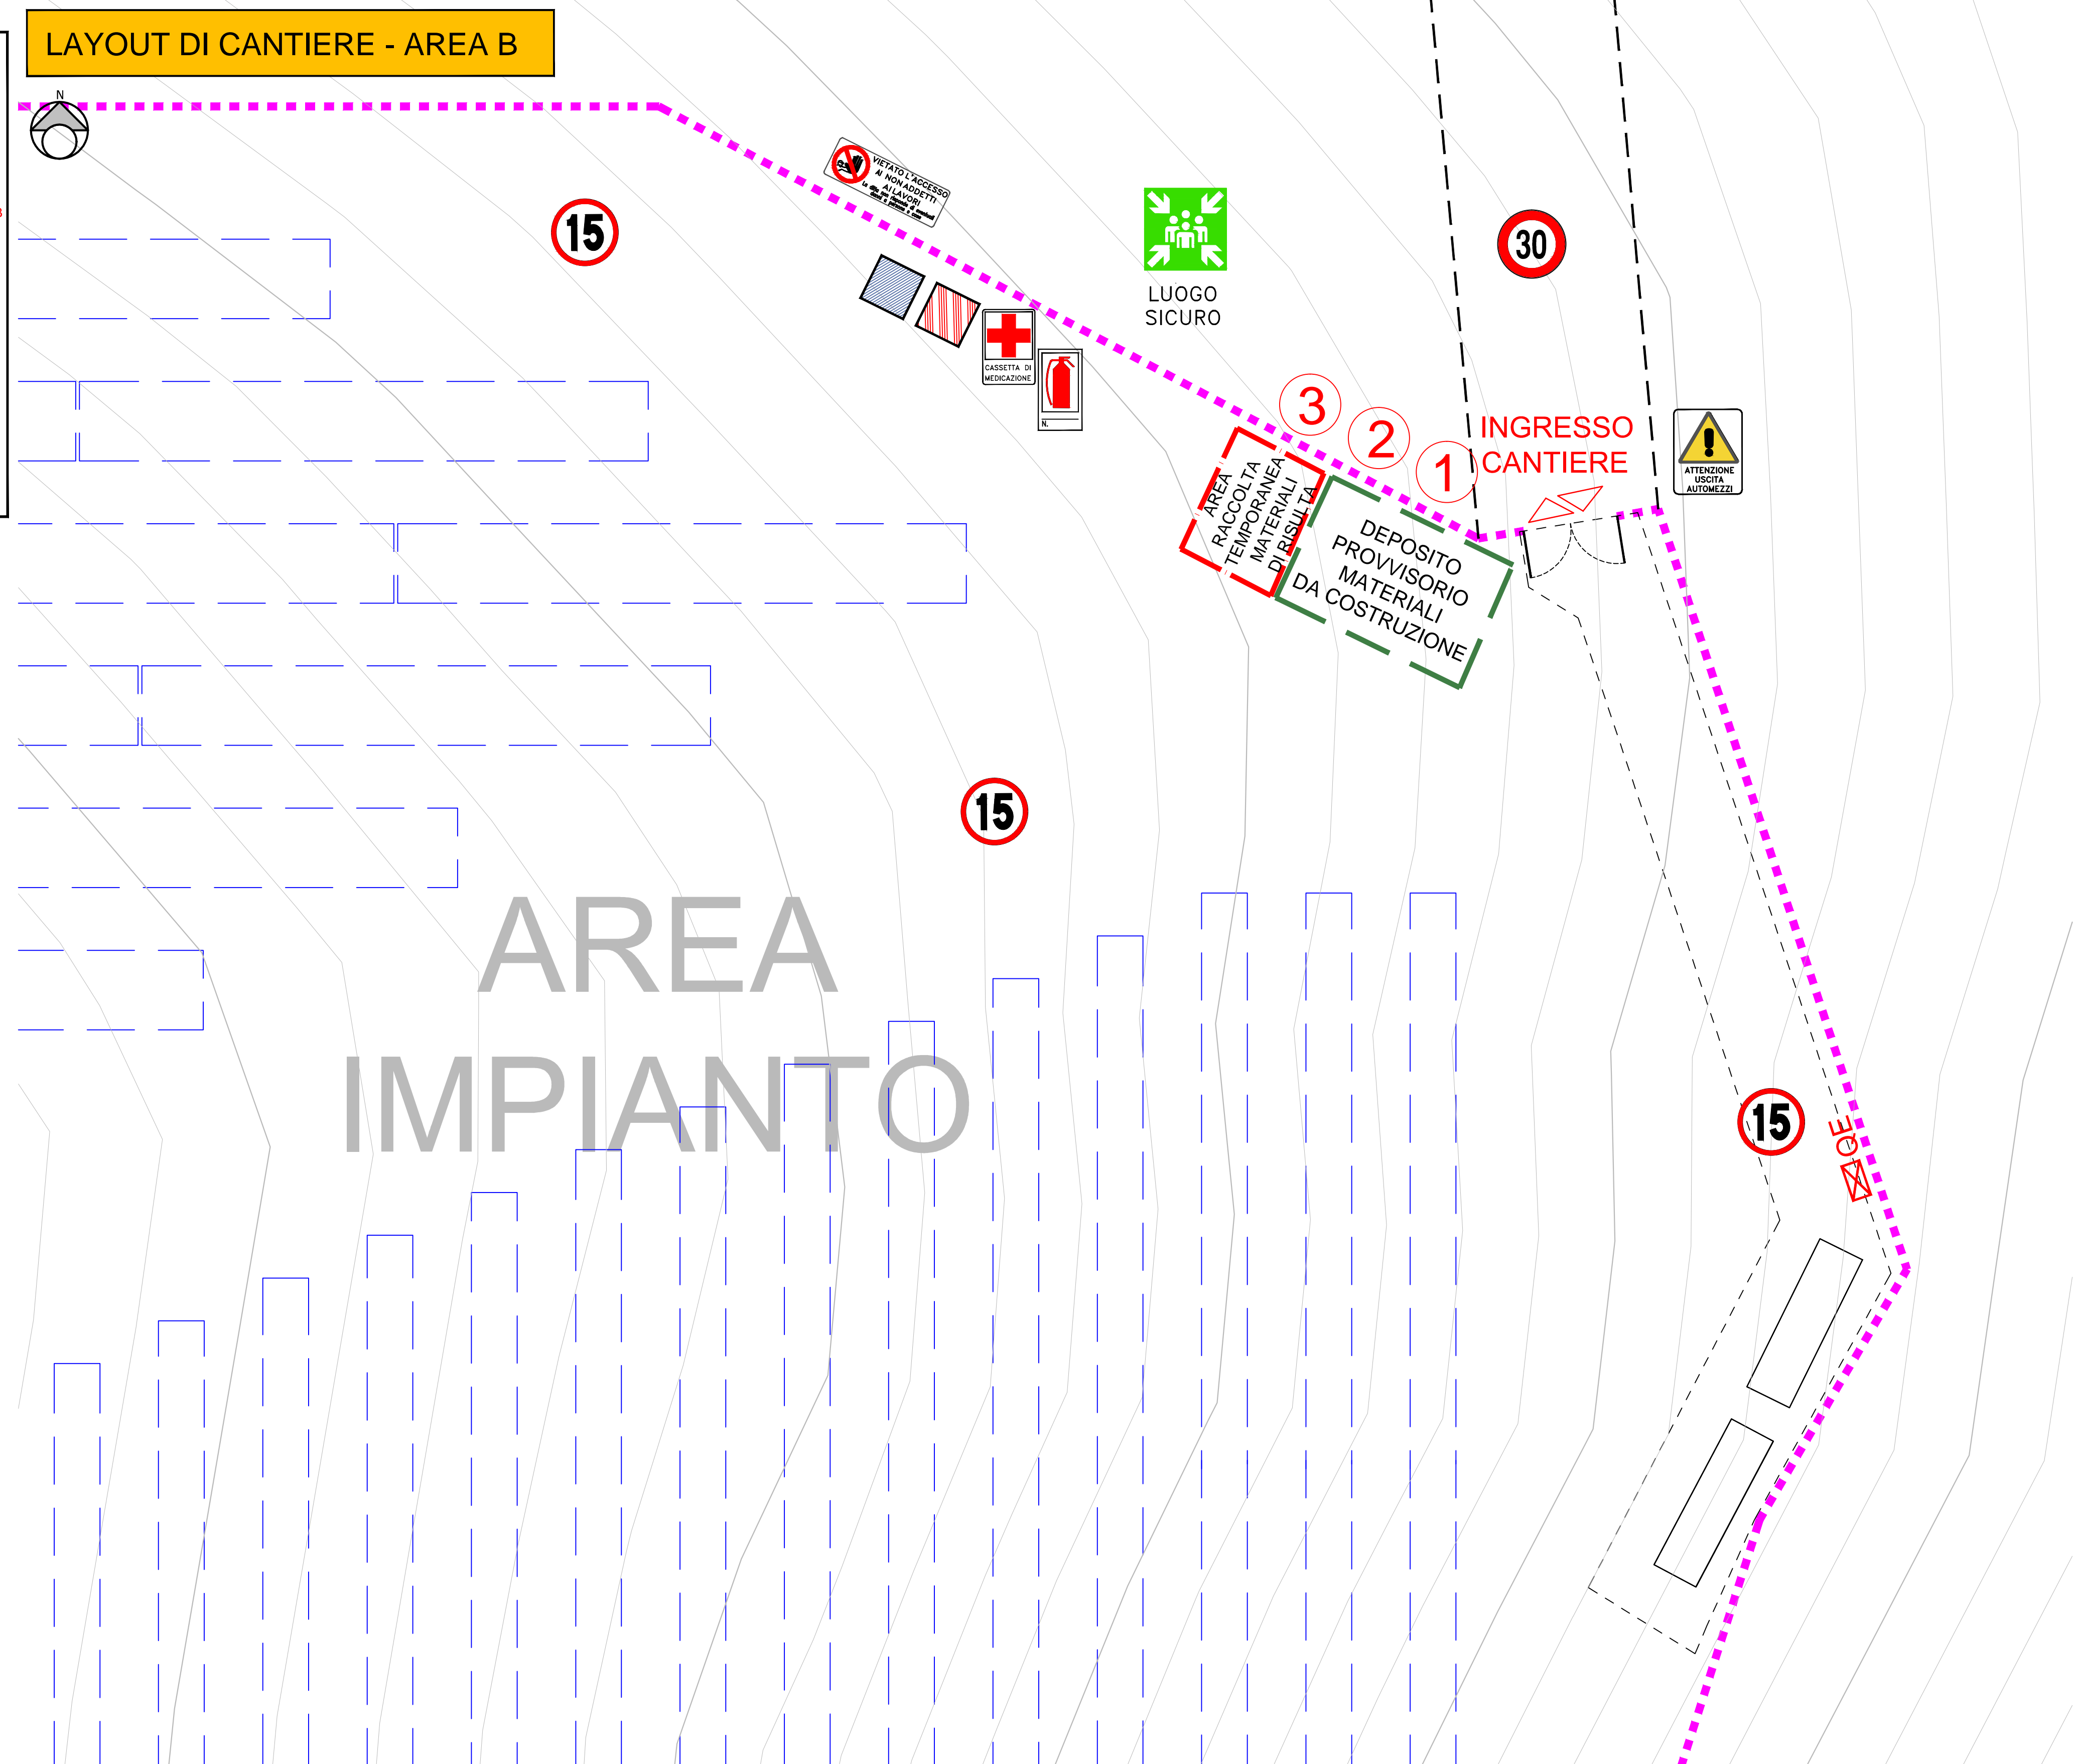 LAYOUT DI CANTIERE - AREA B
N
VIETATO L'ACCESSO
AI NON ADDETTI
AI LAVORI
15
LUOGO
SICURO
30
CASSETTA DI
MEDICAZIONE
N.
3
2
1
INGRESSO
CANTIERE
ATTENZIONE
USCITA
AUTOMEZZI
AREA
RACCOLTA
TEMPORANEA
MATERIALI
DI RISULTA
DEPOSITO
PROVVISORIO
MATERIALI
DA COSTRUZIONE
15
AREA
IMPIANTO
15
QE